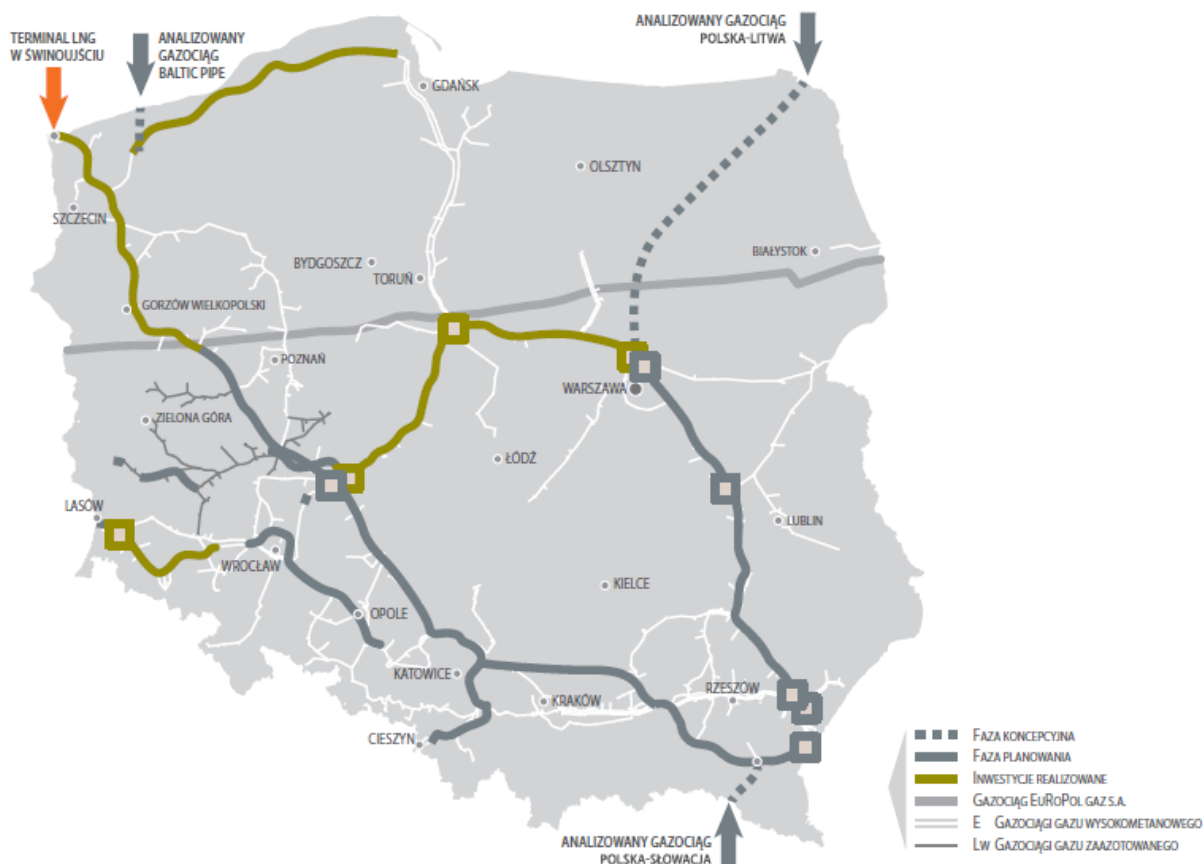 TERMINAL LNG
W ŚWINOUJŚCIU
ANALIZOWANY
GAZOCIĄG
BALTIC PIPE
ANALIZOWANY GAZOCIĄG
POLSKA-LITWA
GDAŃSK
OLSZTYN
SZCZECIN
BIAŁYSTOK
BYDGOSZCZ
TORUŃ
GORZÓW WIELKOPOLSKI
POZNAŃ
WARSZAWA
ZIELONA GÓRA
ŁÓDŹ
LASÓW
LUBLIN
WROCŁAW
KIELCE
OPOLE
KATOWICE
RZESZÓW
KRAKÓW
CIESZYN
FAZA KONCEPCYJNA
FAZA PLANOWANIA
INWESTYCJE REALIZOWANE
GAZOCIĄG EUROPOL GAZ S.A.
E GAZOCIĄGI GAZU WYSOKOMETANOWEGO
LW GAZOCIĄGI GAZU ZAAZOTOWANEGO
ANALIZOWANY GAZOCIĄG
POLSKA-SŁOWACJA